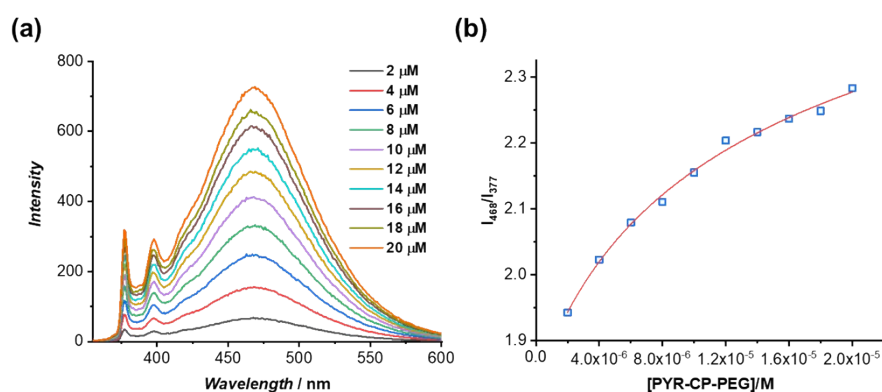 (a)
800
600
400
200
0
Intensity
400
450
500
550
600
Wavelength / nm
2 μM
4 μM
6 μM
8 μM
10 μM
12 μM
14 μM
16 μM
18 μM
20 μM
(b)
2.3
2.2
2.1
2.0
1.9
I₄₆₈/I₃₇₇
0.0
4.0x10⁻⁶
8.0x10⁻⁶
1.2x10⁻⁵
1.6x10⁻⁵
2.0x10⁻⁵
[PYR-CP-PEG]/M